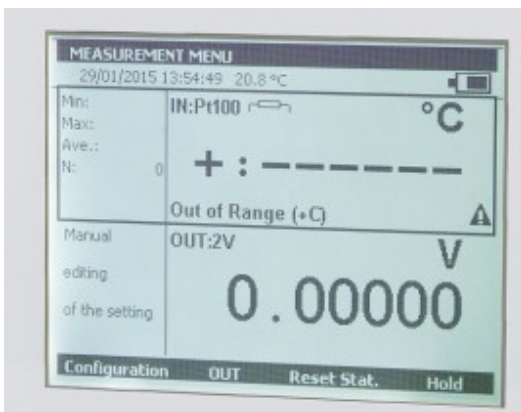 MEASUREMENT MENU
29/01/2015 13:54:49 20.8 °C
Min:
Max:
Ave.:
N: 0
IN:Pt100
°C
+ : ------
Out of Range (+C)
Manual
editing
of the setting
OUT:2V
V
0.00000
Configuration OUT Reset Stat. Hold